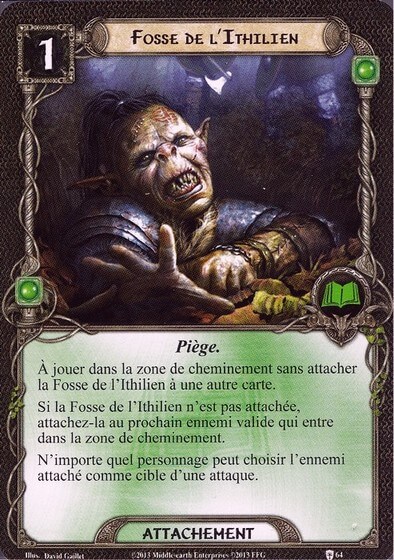 1
Fosse de l'Ithilien
Piège.
À jouer dans la zone de cheminement sans attacher
la Fosse de l'Ithilien à une autre carte.
Si la Fosse de l'Ithilien n'est pas attachée,
attachez-la au prochain ennemi valide qui entre
dans la zone de cheminement.
N'importe quel personnage peut choisir l'ennemi
attaché comme cible d'une attaque.
ATTACHEMENT
Illus. David Gaillet ©2013 Middle-earth Enterprises ©2013 FFG 64